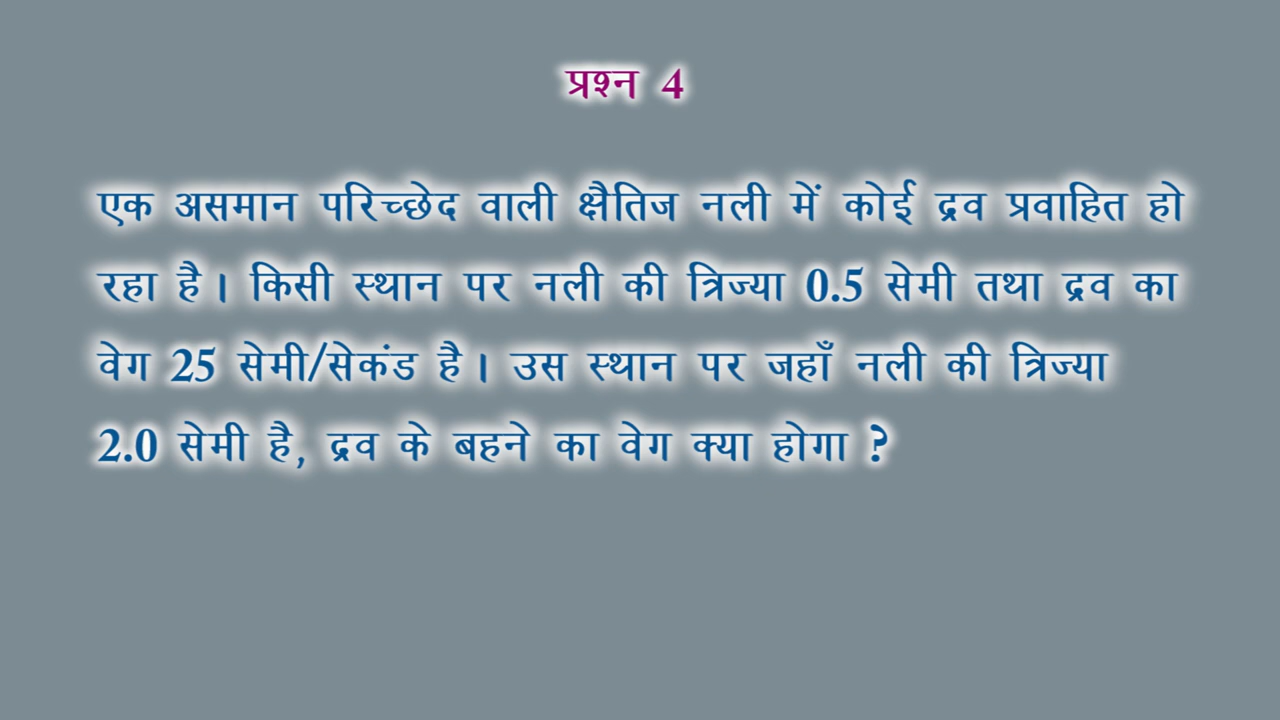 प्रश्न 4
एक असमान परिच्छेद वाली क्षैतिज नली में कोई द्रव प्रवाहित हो
रहा है। किसी स्थान पर नली की त्रिज्या 0.5 सेमी तथा द्रव का
वेग 25 सेमी/सेकंड है। उस स्थान पर जहाँ नली की त्रिज्या
2.0 सेमी है, द्रव के बहने का वेग क्या होगा ?